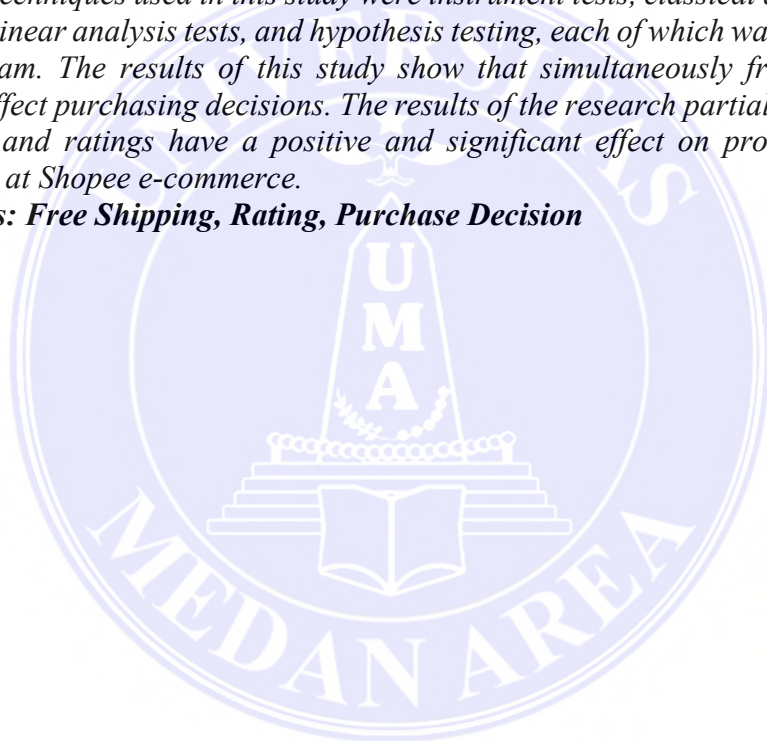 techniques used in this study were instrument tests, classical
linear analysis tests, and hypothesis testing, each of which wa
am. The results of this study show that simultaneously fr
ffect purchasing decisions. The results of the research partial
and ratings have a positive and significant effect on pro
at Shopee e-commerce.
s: Free Shipping, Rating, Purchase Decision
UNIVERSITAS
U
M
A
MEDAN AREA